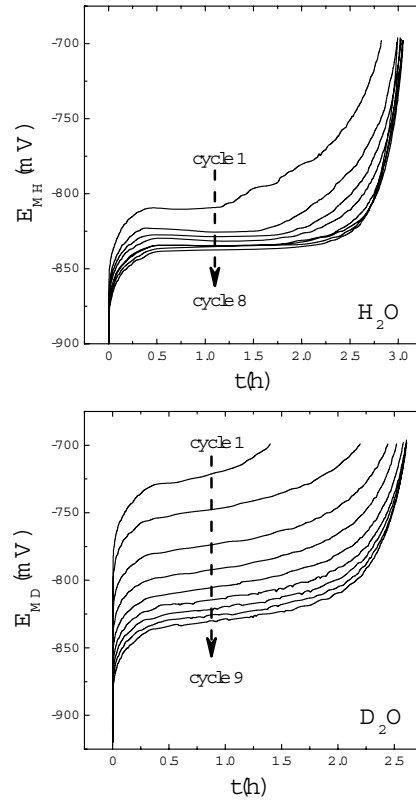 -700
-750
-800
-850
-900
E_MH (mV)
cycle 1
cycle 8
H₂O
0
0.5
1.0
1.5
2.0
2.5
3.0
t(h)
-700
-750
-800
-850
-900
E_MD (mV)
cycle 1
cycle 9
D₂O
0.0
0.5
1.0
1.5
2.0
2.5
t(h)